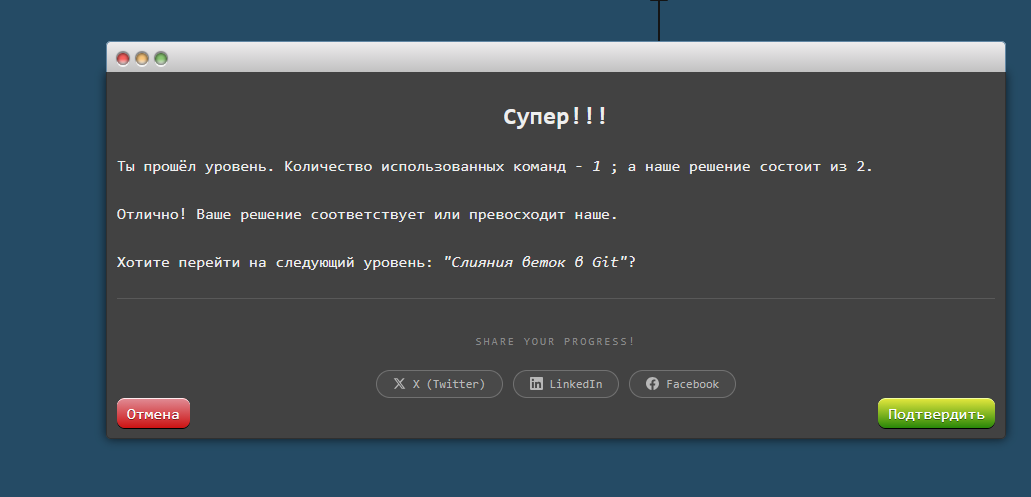 Супер!!!
Ты прошёл уровень. Количество использованных команд - 1 ; а наше решение состоит из 2.
Отлично! Ваше решение соответствует или превосходит наше.
Хотите перейти на следующий уровень: "Слияния веток в Git"?
SHARE YOUR PROGRESS!
X (Twitter) LinkedIn Facebook
Отмена Подтвердить